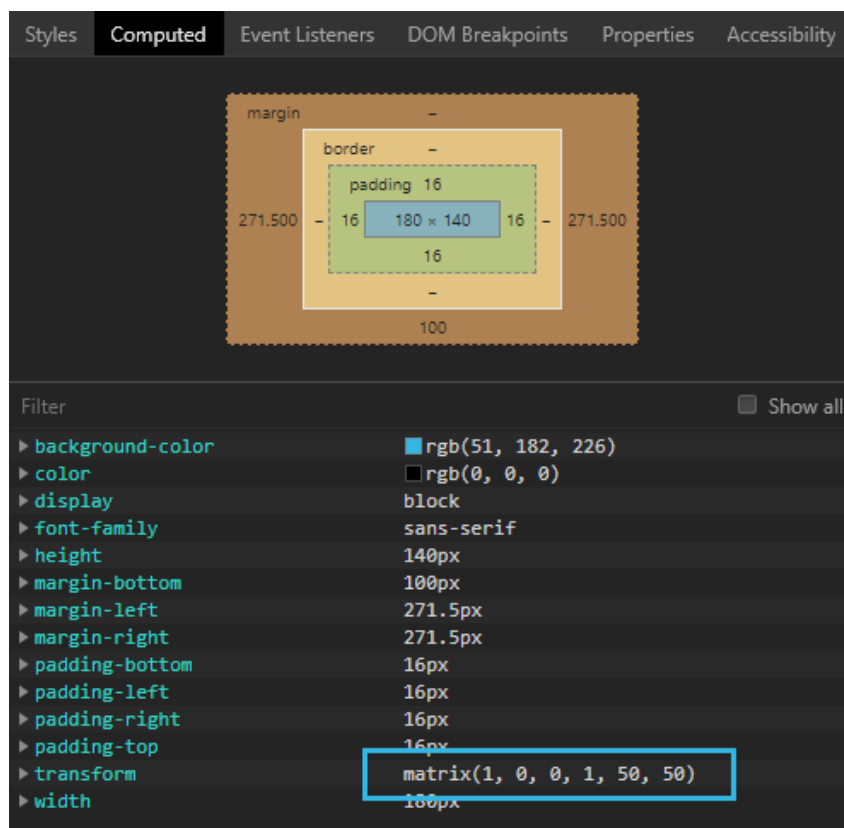 Styles Computed Event Listeners DOM Breakpoints Properties Accessibility
margin –
border –
padding 16
271.500 – 16 180 × 140 16 – 271.500
16
–
100
Filter Show all
background-color rgb(51, 182, 226)
color rgb(0, 0, 0)
display block
font-family sans-serif
height 140px
margin-bottom 100px
margin-left 271.5px
margin-right 271.5px
padding-bottom 16px
padding-left 16px
padding-right 16px
padding-top 16px
transform matrix(1, 0, 0, 1, 50, 50)
width 180px